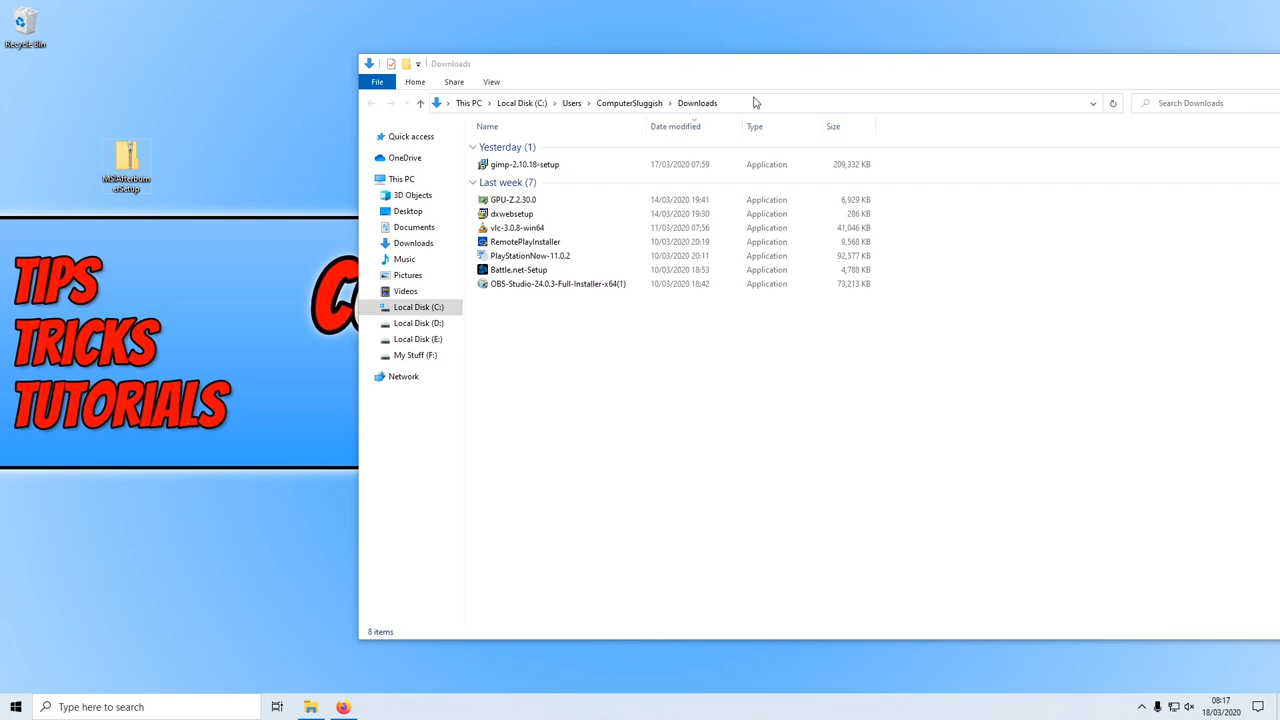 Recycle Bin
MSIAfterbur
nerSetup
TIPS
TRICKS
TUTORIALS
Downloads
File Home Share View
This PC > Local Disk (C:) > Users > ComputerSluggish > Downloads
Search Downloads
Quick access
OneDrive
This PC
3D Objects
Desktop
Documents
Downloads
Music
Pictures
Videos
Local Disk (C:)
Local Disk (D:)
Local Disk (E:)
My Stuff (F:)
Network
Name Date modified Type Size
Yesterday (1)
gimp-2.10.18-setup 17/03/2020 07:59 Application 209,332 KB
Last week (7)
GPU-Z.2.30.0 14/03/2020 19:41 Application 6,929 KB
dxwebsetup 14/03/2020 19:30 Application 286 KB
vlc-3.0.8-win64 11/03/2020 07:56 Application 41,046 KB
RemotePlayInstaller 10/03/2020 20:19 Application 9,568 KB
PlayStationNow-11.0.2 10/03/2020 20:11 Application 92,577 KB
Battle.net-Setup 10/03/2020 18:53 Application 4,788 KB
OBS-Studio-24.0.3-Full-Installer-x64(1) 10/03/2020 18:42 Application 73,213 KB
8 items
Type here to search
08:17
18/03/2020